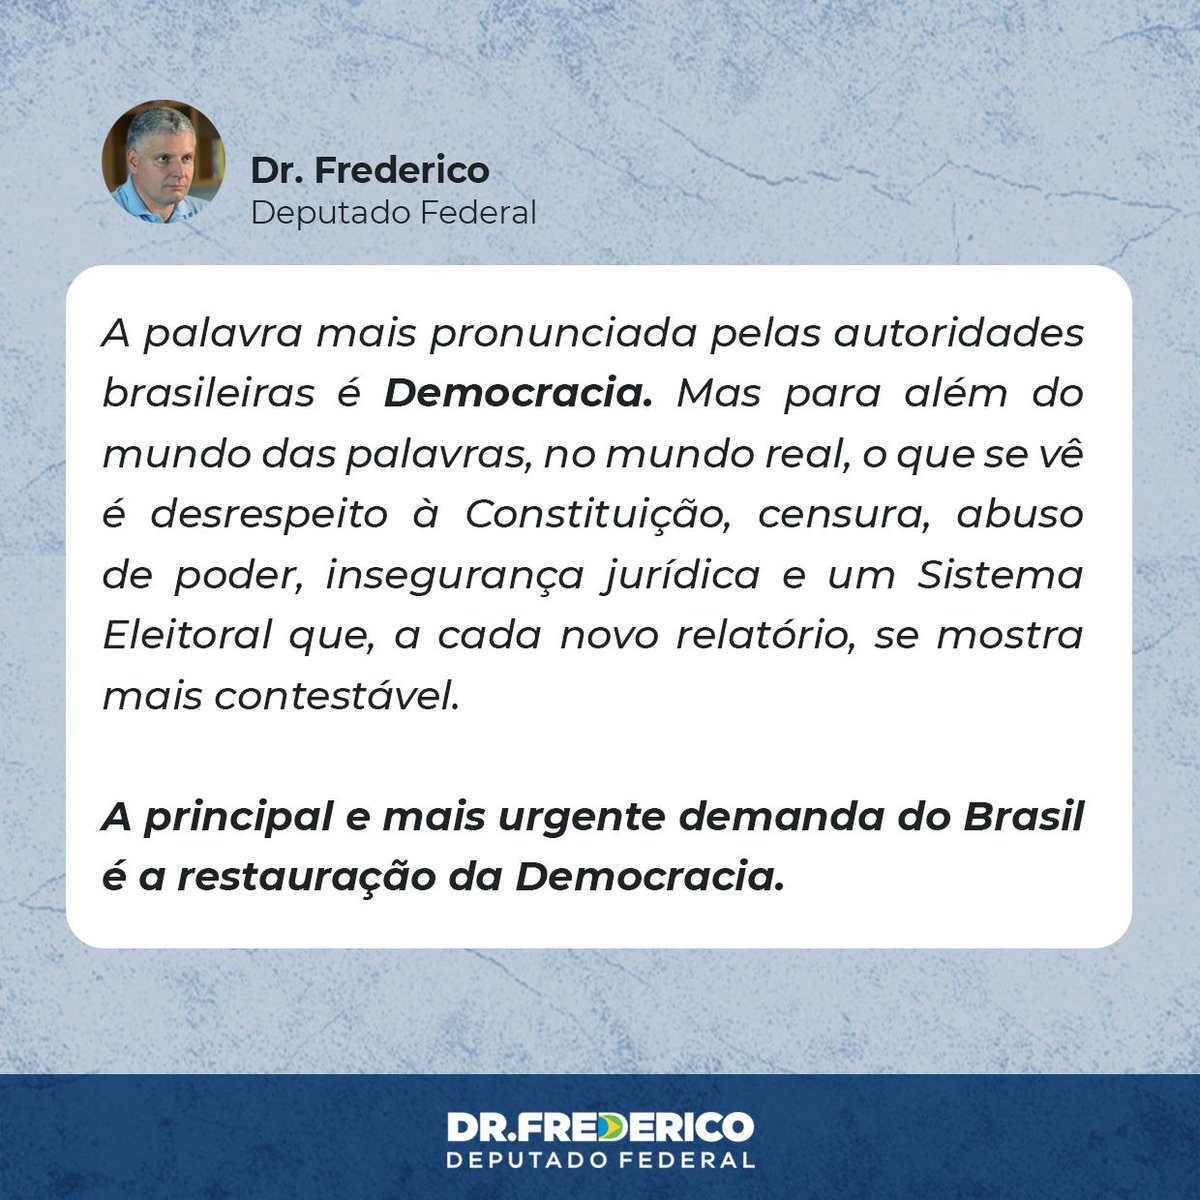 Dr. Frederico
Deputado Federal
A palavra mais pronunciada pelas autoridades
brasileiras é Democracia. Mas para além do
mundo das palavras, no mundo real, o que se vê
é desrespeito à Constituição, censura, abuso
de poder, insegurança jurídica e um Sistema
Eleitoral que, a cada novo relatório, se mostra
mais contestável.
A principal e mais urgente demanda do Brasil
é a restauração da Democracia.
DR.FREDERICO
DEPUTADO FEDERAL